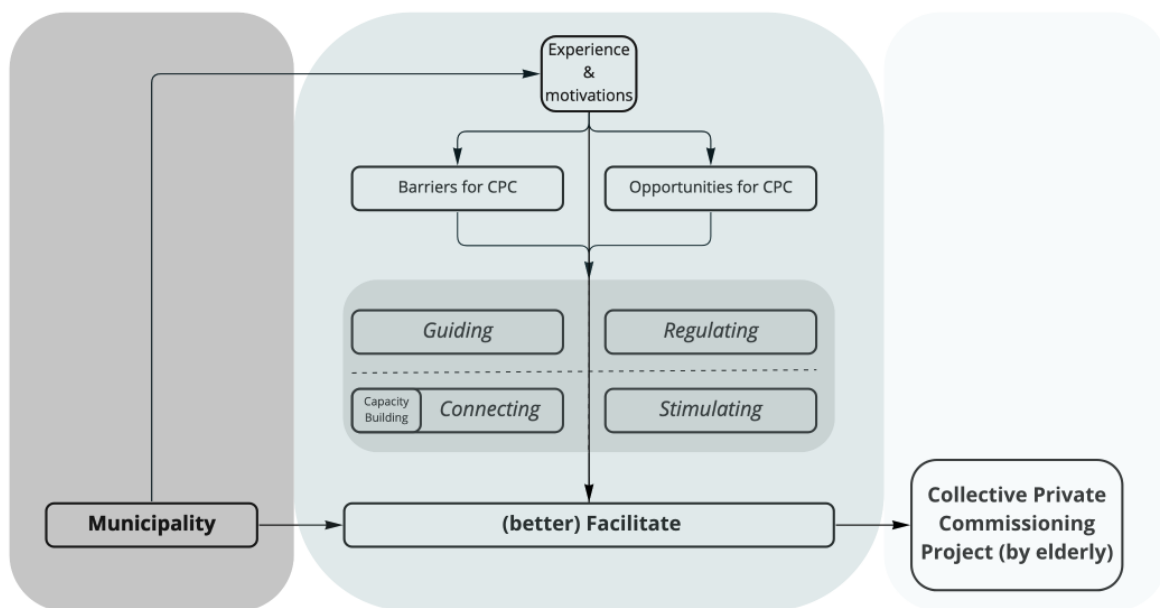 Experience
&
motivations
Barriers for CPC
Opportunities for CPC
Guiding
Regulating
Capacity
Building
Connecting
Stimulating
Municipality
(better) Facilitate
Collective Private
Commissioning
Project (by elderly)